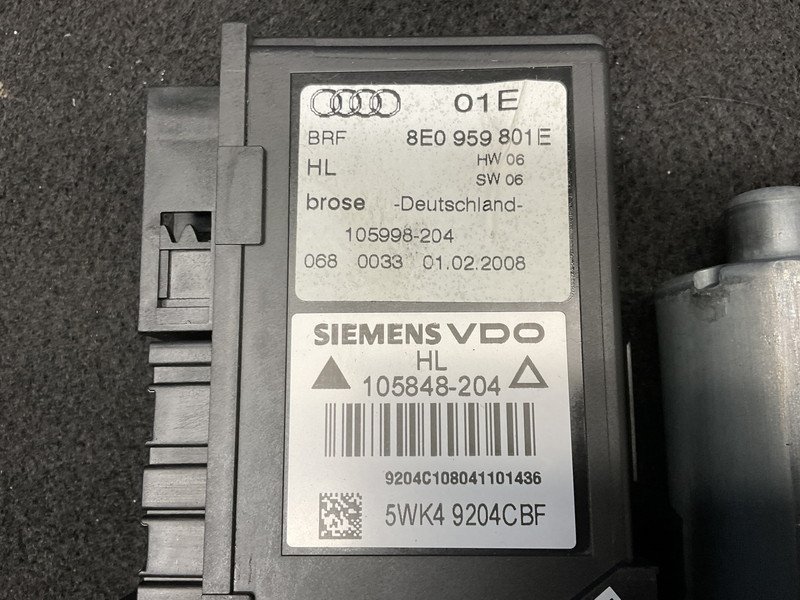 01E
BRF 8E0 959 801E
HL HW 06
SW 06
brose -Deutschland-
105998-204
068 0033 01.02.2008
SIEMENS VDO
HL
105848-204
9204C108041101436
5WK4 9204CBF